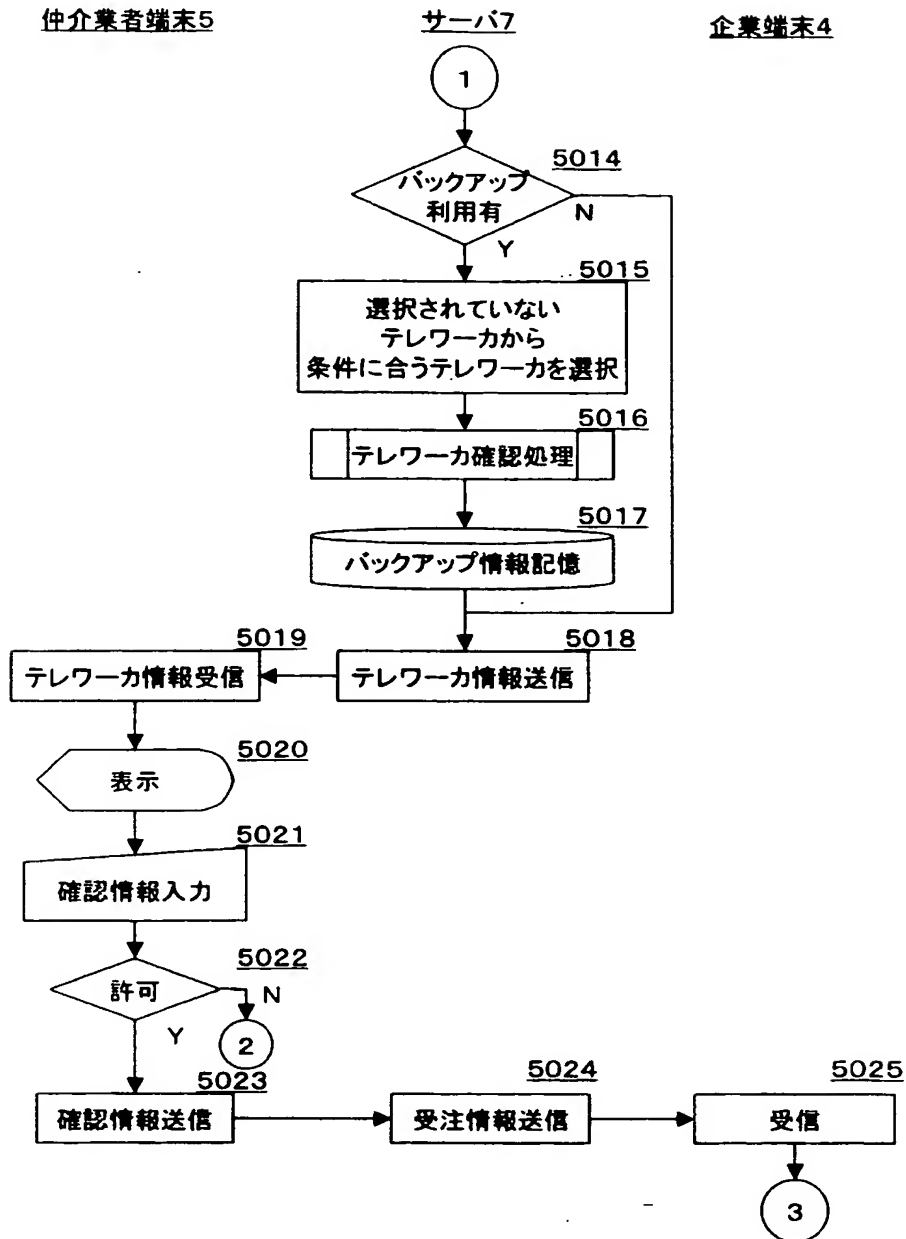 仲介業者端末5
サーバ7
企業端末4
1
5014
バックアップ
利用有
N
Y
5015
選択されていない
テレワーカから
条件に合うテレワーカを選択
5016
テレワーカ確認処理
5017
バックアップ情報記憶
5019
5018
テレワーカ情報受信
テレワーカ情報送信
5020
表示
5021
確認情報入力
5022
許可
N
Y
2
5023
5024
5025
確認情報送信
受注情報送信
受信
3